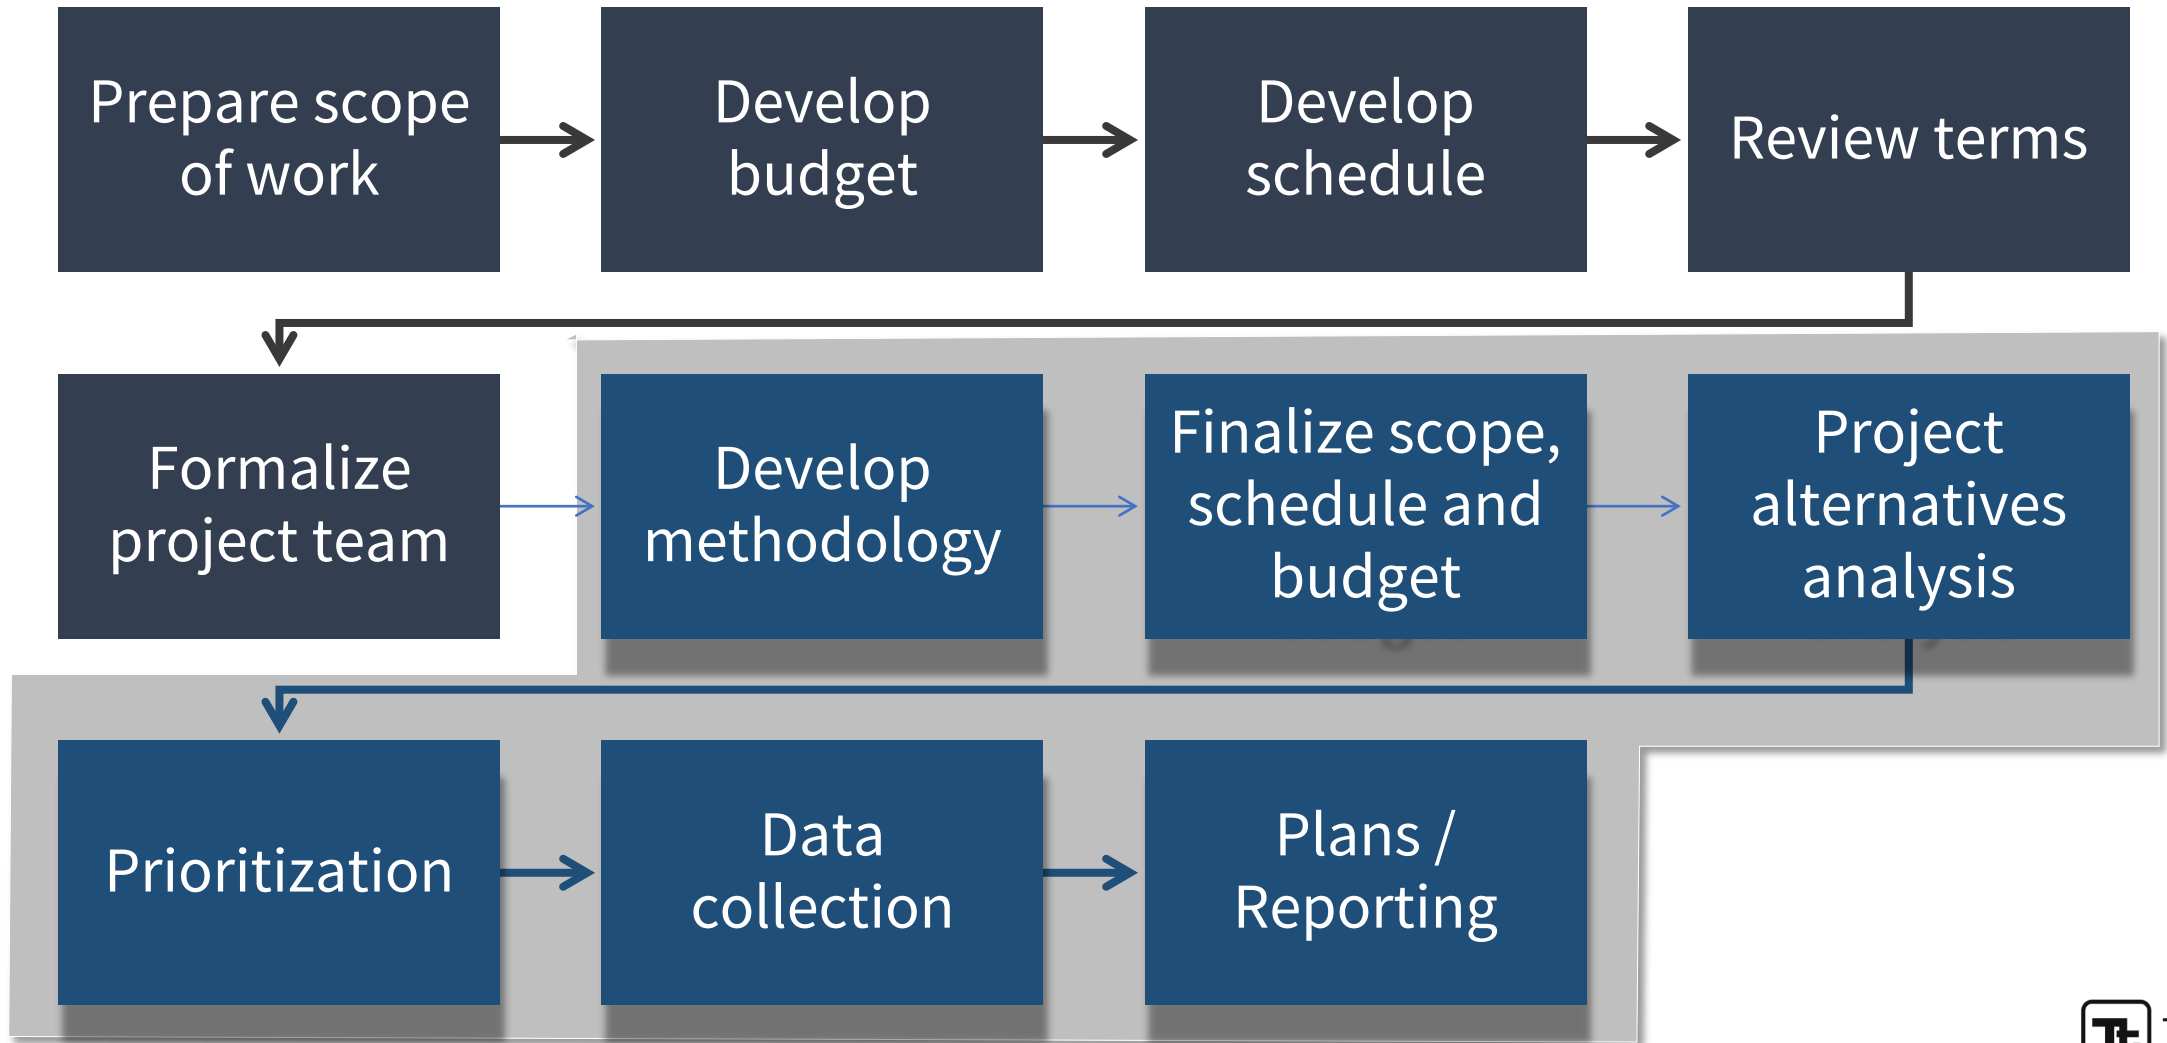 Prepare scope
of work
Develop
budget
Develop
schedule
Review terms
Formalize
project team
Develop
methodology
Finalize scope,
schedule and
budget
Project
alternatives
analysis
Prioritization
Data
collection
Plans /
Reporting